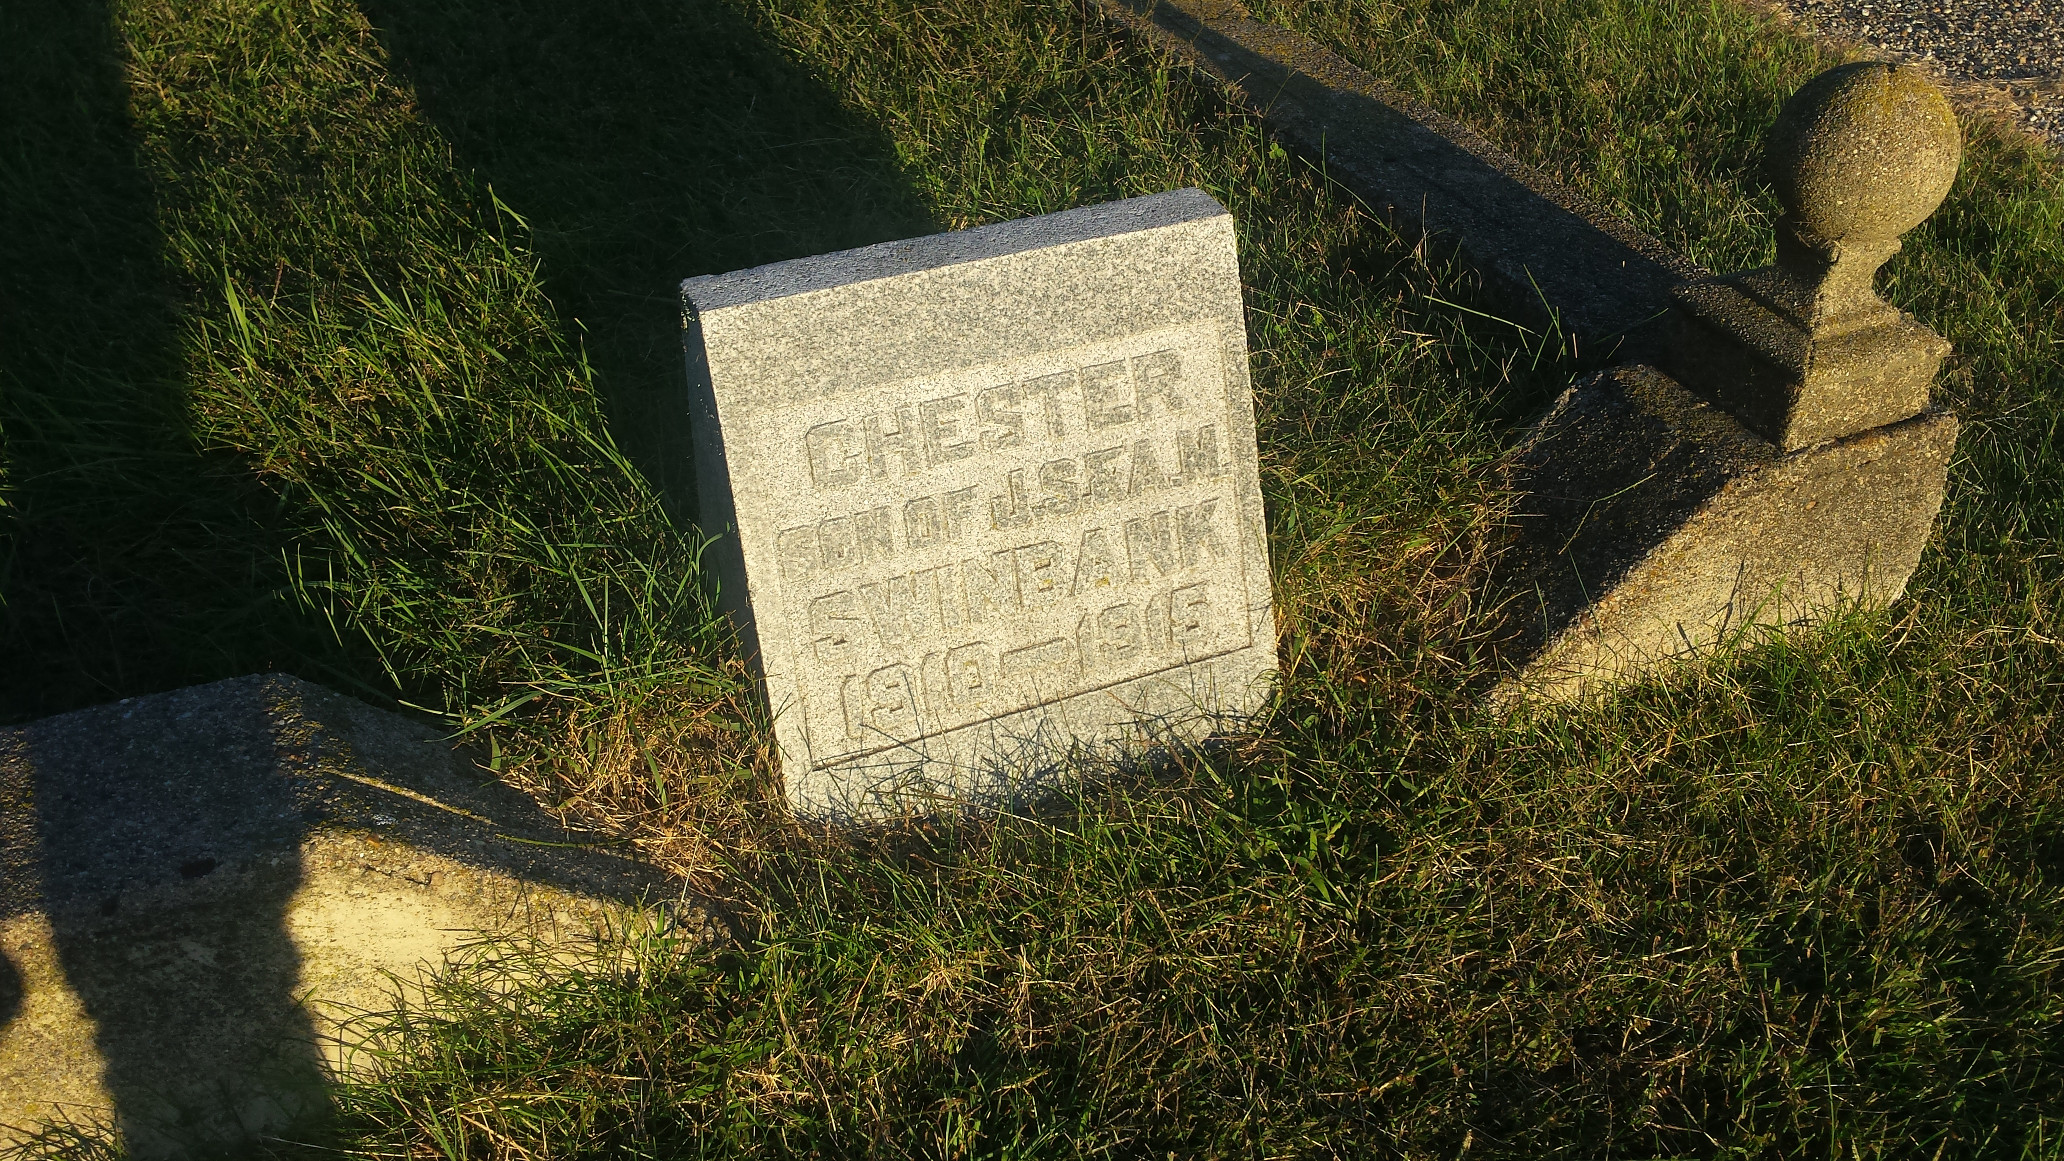 CHESTER
SON OF J.S.&A.M.
SWINBANK
1910-1915